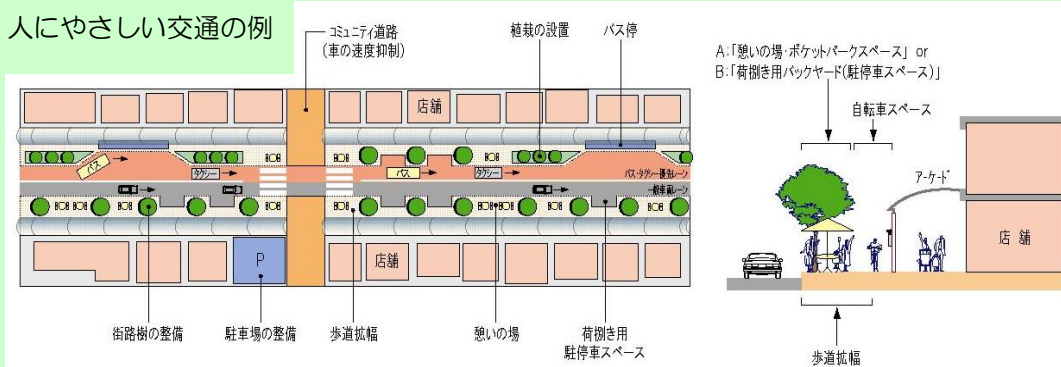 人にやさしい交通の例
コミュニティ道路
(車の速度抑制)
植栽の設置
バス停
店舗
バス
タクシー
バス
タクシー
バス・タクシー優先レーン
一般車両レーン
P
店舗
街路樹の整備
駐車場の整備
歩道拡幅
憩いの場
荷捌き用
駐停車スペース
A:「憩いの場・ポケットパークスペース」 or
B:「荷捌き用バックヤード(駐停車スペース)」
自転車スペース
アーケード
店舗
歩道拡幅